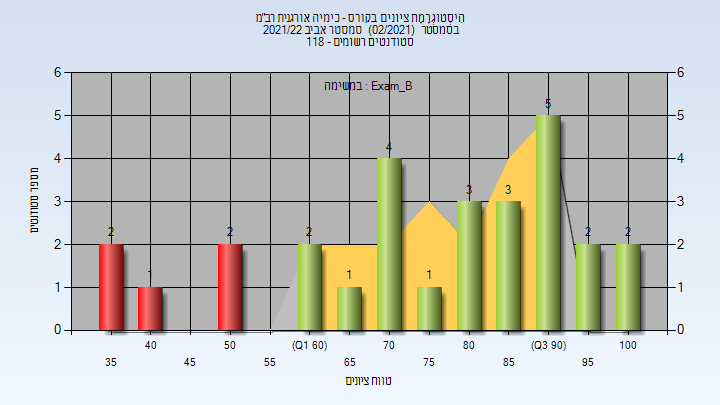 הִיסְטוֹגְרַמַת ציונים בקורס - כימיה אורגנית רב"מ
בסמסטר (02/2021) סמסטר אביב 2021/22
סטודנטים רשומים - 118
במשימה : Exam_B
מספר סטודנטים
6 6
5 5
4 4
3 3
2 2
1 1
0 0
2 1 2 2 1 4 1 3 3 5 2 2
40 50 (Q1 60) 70 80 (Q3 90) 100
35 45 55 65 75 85 95
טווח ציונים